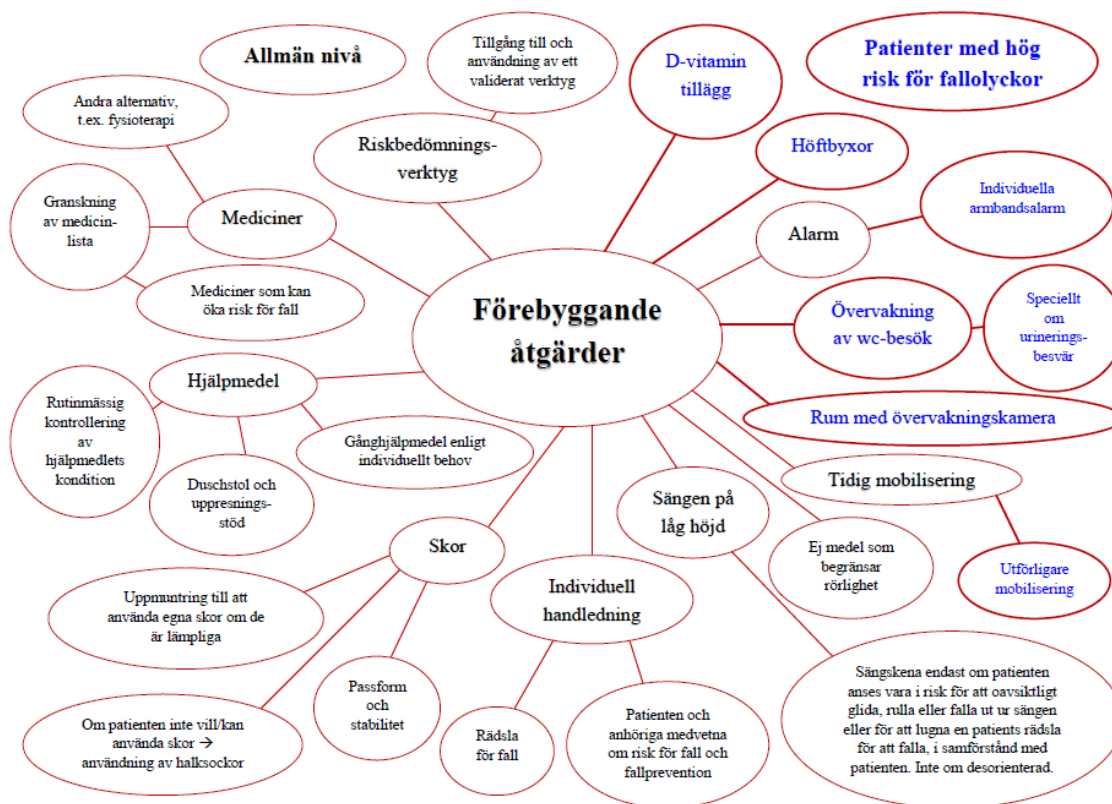 Allmän nivå
Tillgång till och
användning av ett
validerat verktyg
D-vitamin
tillägg
Patienter med hög
risk för fallolyckor
Andra alternativ,
t.ex. fysioterapi
Riskbedömnings-
verktyg
Höftbyxor
Individuella
armbandsalarm
Granskning
av medicin-
lista
Mediciner
Alarm
Mediciner som kan
öka risk för fall
Förebyggande
åtgärder
Övervakning
av wc-besök
Speciellt
om
urinerings-
besvär
Hjälpmedel
Rum med övervakningskamera
Rutinmässig
kontrollering
av
hjälpmedlets
kondition
Gånghjälpmedel enligt
individuellt behov
Duschstol och
uppresnings-
stöd
Tidig mobilisering
Sängen på
låg höjd
Skor
Ej medel som
begränsar
rörlighet
Utförligare
mobilisering
Individuell
handledning
Uppmuntring till att
använda egna skor om de
är lämpliga
Passform
och
stabilitet
Om patienten inte vill/kan
använda skor →
användning av halksockor
Rädsla
för fall
Patienten och
anhöriga medvetna
om risk för fall och
fallprevention
Sängskena endast om patienten
anses vara i risk för att oavsiktligt
glida, rulla eller falla ut ur sängen
eller för att lugna en patients rädsla
för att falla, i samförstånd med
patienten. Inte om desorienterad.